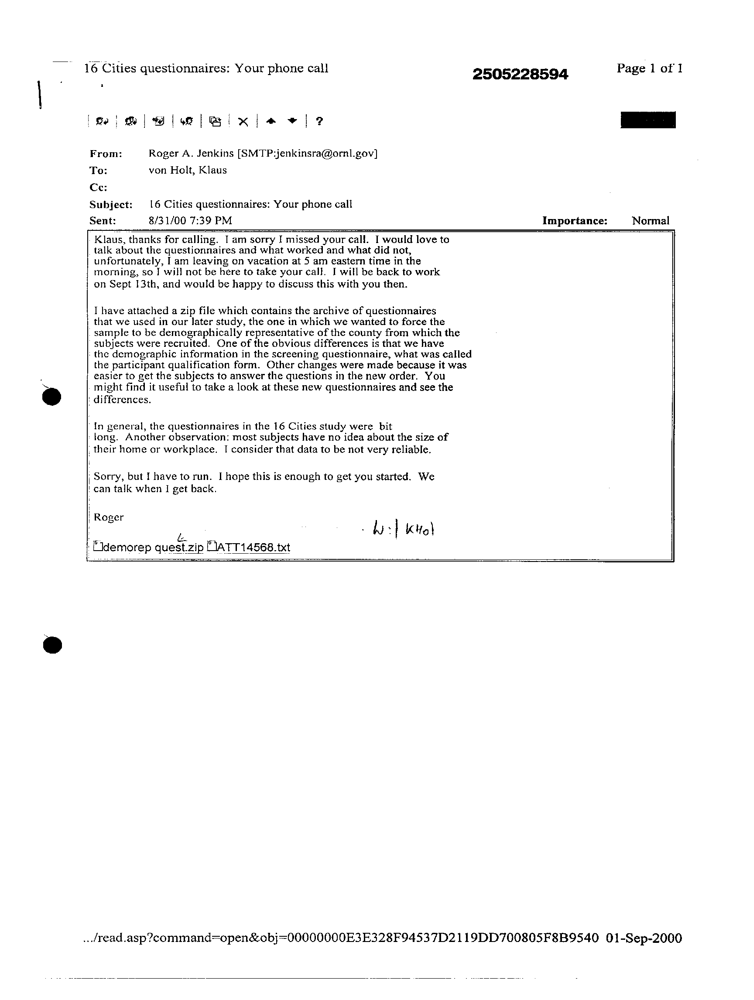 16 Cities questionnaires: Your phone call
2505228594
Page 1 of 1
?
From: Roger A. Jenkins [SMTP:jenkinsra@ornl.gov]
To: von Holt, Klaus
Cc:
Subject: 16 Cities questionnaires: Your phone call
Sent: 8/31/00 7:39 PM Importance: Normal
Klaus, thanks for calling. I am sorry I missed your call. I would love to
talk about the questionnaires and what worked and what did not,
unfortunately, I am leaving on vacation at 5 am eastern time in the
morning, so I will not be here to take your call. I will be back to work
on Sept 13th, and would be happy to discuss this with you then.
I have attached a zip file which contains the archive of questionnaires
that we used in our later study, the one in which we wanted to force the
sample to be demographically representative of the county from which the
subjects were recruited. One of the obvious differences is that we have
the demographic information in the screening questionnaire, what was called
the participant qualification form. Other changes were made because it was
easier to get the subjects to answer the questions in the new order. You
might find it useful to take a look at these new questionnaires and see the
differences.
In general, the questionnaires in the 16 Cities study were bit
long. Another observation: most subjects have no idea about the size of
their home or workplace. I consider that data to be not very reliable.
Sorry, but I have to run. I hope this is enough to get you started. We
can talk when I get back.
Roger
demorep quest.zip ATT14568.txt
.../read.asp?command=open&obj=00000000E3E328F94537D2119DD700805F8B9540 01-Sep-2000